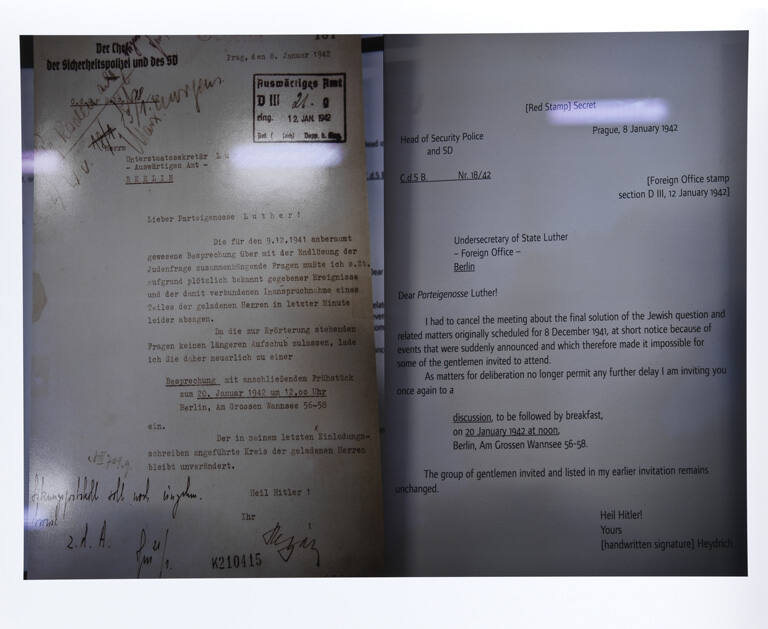 Der Chef
der Sicherheitspolizei und des SD
Prag, den 8. Januar 1942
Auswärtiges Amt
D III 21. g
eing. 12. JAN. 1942
Herrn
Unterstaatssekretär L u
- Auswärtiges Amt -
B E R L I N
Lieber Parteigenosse L u t h e r !
Die für den 9.12.1941 anberaumt
gewesene Besprechung über mit der Endlösung der
Judenfrage zusammenhängende Fragen mußte ich s.Zt.
aufgrund plötzlich bekannt gegebener Ereignisse
und der damit verbundenen Inanspruchnahme eines
Teiles der geladenen Herren in letzter Minute
leider absagen.
Da die zur Erörterung stehenden
Fragen keinen längeren Aufschub zulassen, lade
ich Sie daher neuerlich zu einer
Besprechung mit anschließendem Frühstück
zum 20. Januar 1942 um 12,00 Uhr
Berlin, Am Grossen Wannsee 56-58
ein.
Der in meinem letzten Einladungs-
schreiben angeführte Kreis der geladenen Herren
bleibt unverändert.
Heil Hitler !
Ihr
z. d. A.
K210415
[Red Stamp] Secret
Prague, 8 January 1942
Head of Security Police
and SD
C.d.S B. Nr. 18/42
[Foreign Office stamp
section D III, 12 January 1942]
Undersecretary of State Luther
– Foreign Office –
Berlin
Dear Parteigenosse Luther!
I had to cancel the meeting about the final solution of the Jewish question and
related matters originally scheduled for 8 December 1941, at short notice because of
events that were suddenly announced and which therefore made it impossible for
some of the gentlemen invited to attend.
As matters for deliberation no longer permit any further delay I am inviting you
once again to a
discussion, to be followed by breakfast,
on 20 January 1942 at noon,
Berlin, Am Grossen Wannsee 56-58.
The group of gentlemen invited and listed in my earlier invitation remains
unchanged.
Heil Hitler!
Yours
[handwritten signature] Heydrich